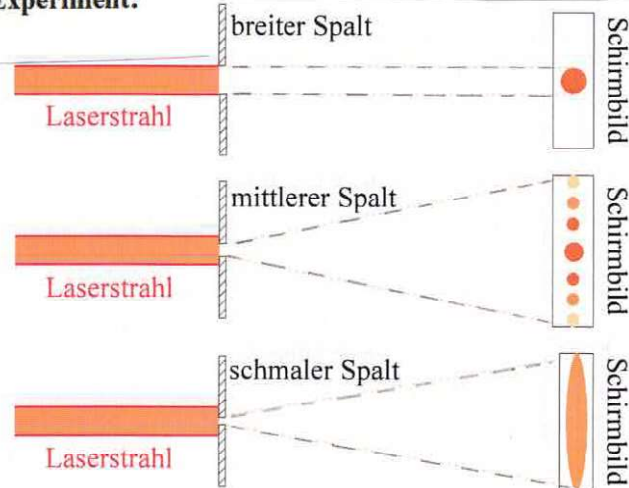 Experiment:
breiter Spalt
Laserstrahl
Schirmbild
mittlerer Spalt
Laserstrahl
Schirmbild
schmaler Spalt
Laserstrahl
Schirmbild